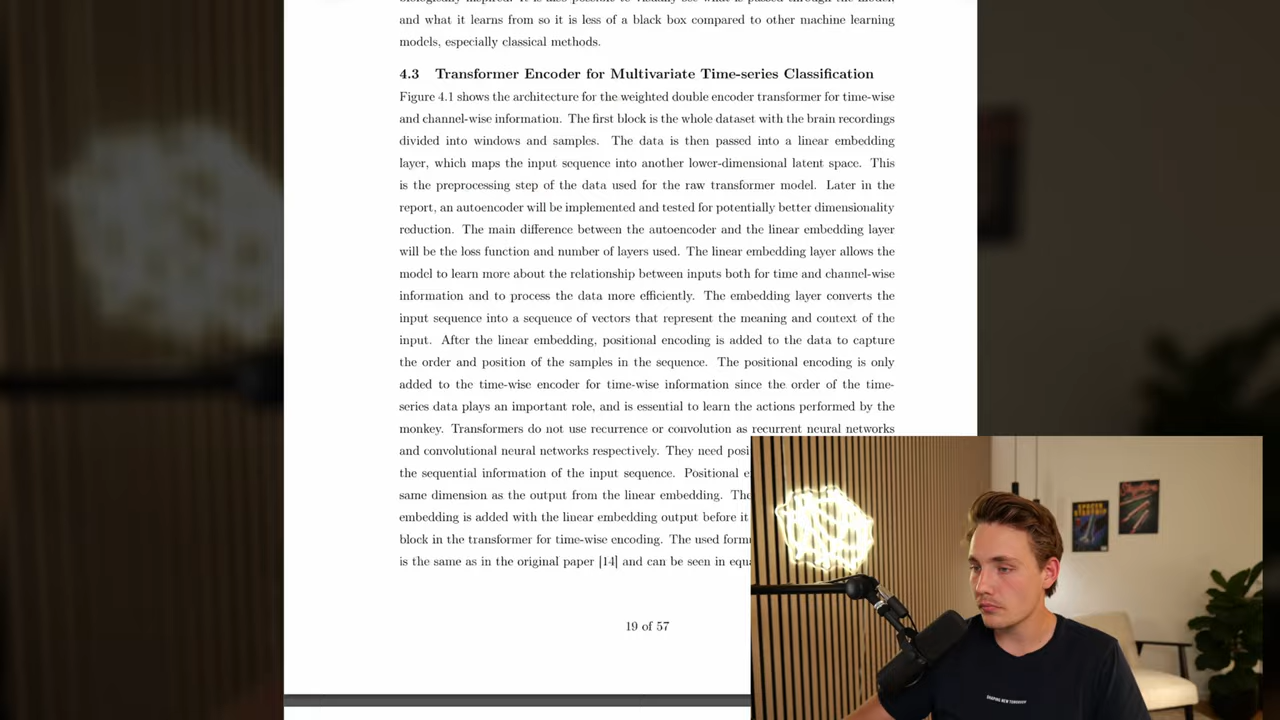 and what it learns from so it is less of a black box compared to other machine learning
models, especially classical methods.
4.3 Transformer Encoder for Multivariate Time-series Classification
Figure 4.1 shows the architecture for the weighted double encoder transformer for time-wise
and channel-wise information. The first block is the whole dataset with the brain recordings
divided into windows and samples. The data is then passed into a linear embedding
layer, which maps the input sequence into another lower-dimensional latent space. This
is the preprocessing step of the data used for the raw transformer model. Later in the
report, an autoencoder will be implemented and tested for potentially better dimensionality
reduction. The main difference between the autoencoder and the linear embedding layer
will be the loss function and number of layers used. The linear embedding layer allows the
model to learn more about the relationship between inputs both for time and channel-wise
information and to process the data more efficiently. The embedding layer converts the
input sequence into a sequence of vectors that represent the meaning and context of the
input. After the linear embedding, positional encoding is added to the data to capture
the order and position of the samples in the sequence. The positional encoding is only
added to the time-wise encoder for time-wise information since the order of the time-
series data plays an important role, and is essential to learn the actions performed by the
monkey. Transformers do not use recurrence or convolution as recurrent neural networks
and convolutional neural networks respectively. They need posi
the sequential information of the input sequence. Positional e
same dimension as the output from the linear embedding. The
embedding is added with the linear embedding output before it
block in the transformer for time-wise encoding. The used form
is the same as in the original paper [14] and can be seen in equa
19 of 57